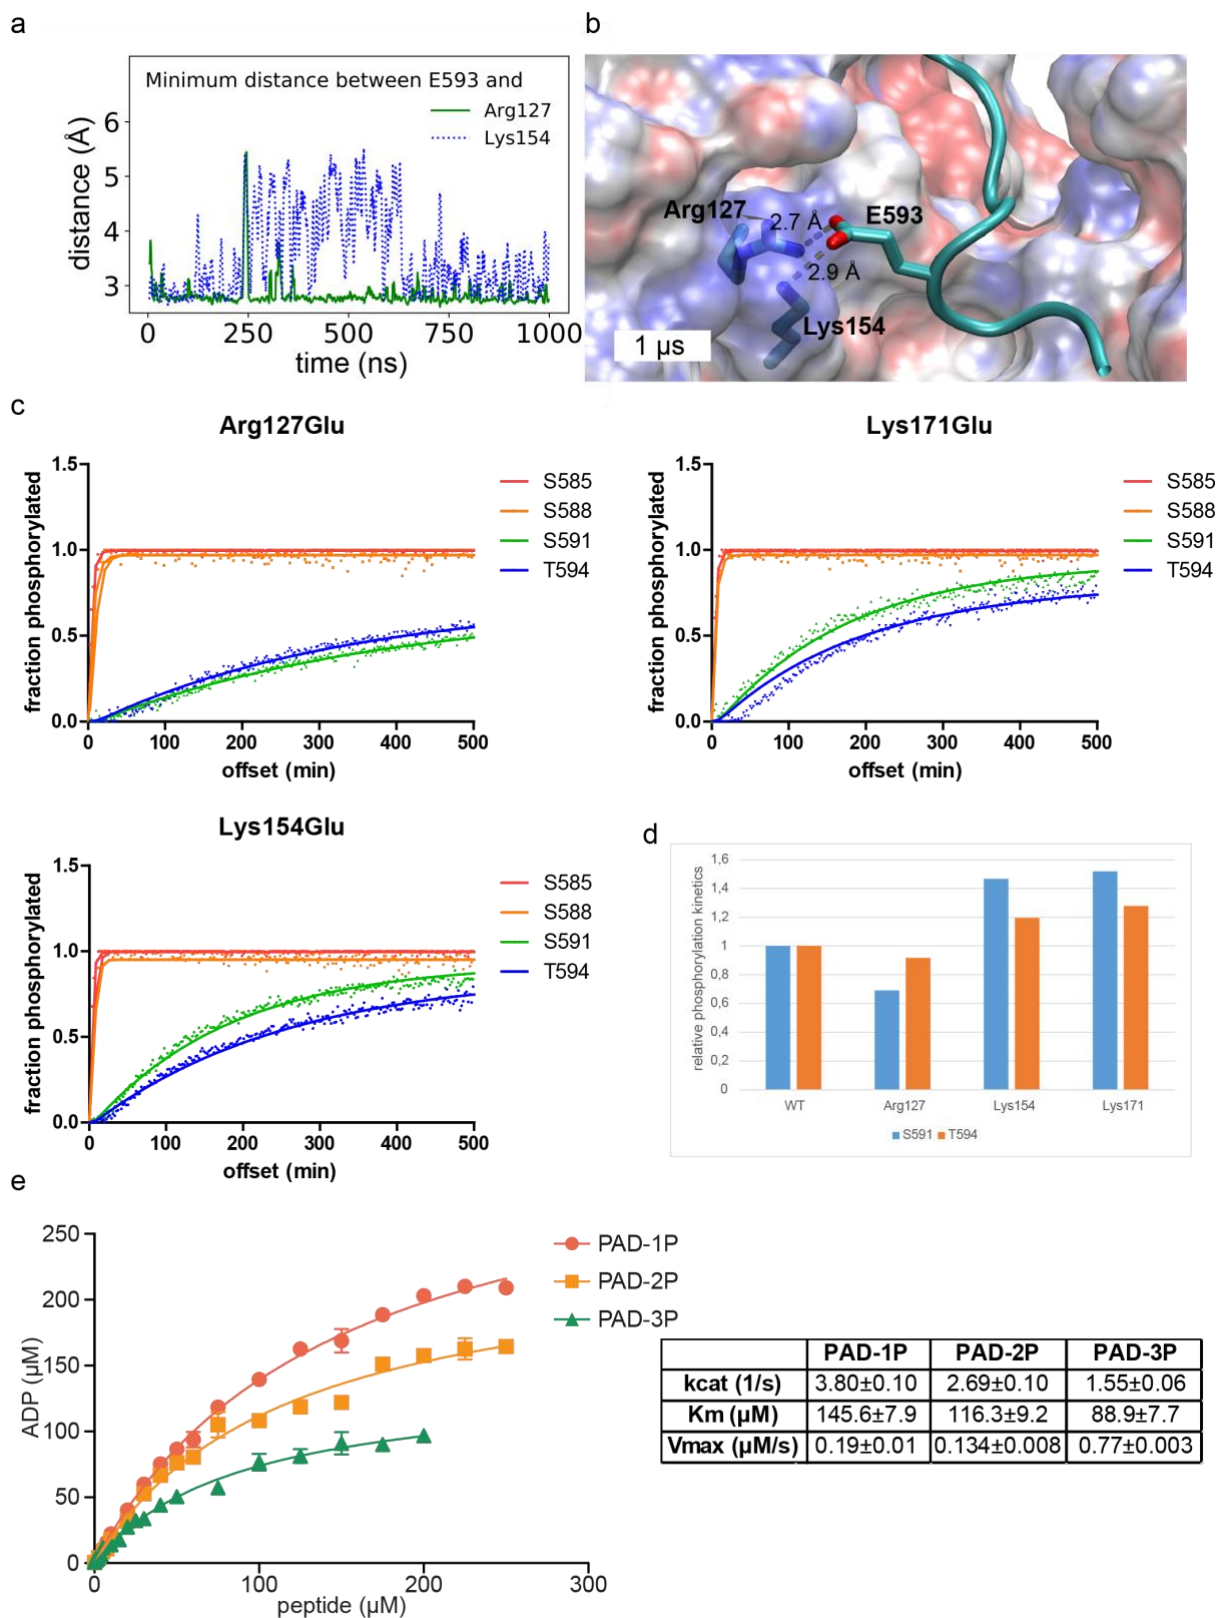 a
Minimum distance between E593 and
Arg127
Lys154
6
5
4
3
distance (Å)
0
250
500
750
1000
time (ns)
b
Arg127
2.7 Å
E593
2.9 Å
Lys154
1 µs
c
Arg127Glu
1.5
1.0
0.5
0.0
fraction phosphorylated
0
100
200
300
400
500
offset (min)
S585
S588
S591
T594
Lys171Glu
1.5
1.0
0.5
0.0
fraction phosphorylated
0
100
200
300
400
500
offset (min)
S585
S588
S591
T594
Lys154Glu
1.5
1.0
0.5
0.0
fraction phosphorylated
0
100
200
300
400
500
offset (min)
S585
S588
S591
T594
d
relative phosphorylation kinetics
1,6
1,4
1,2
1
0,8
0,6
0,4
0,2
0
WT
Arg127
Lys154
Lys171
S591
T594
e
250
200
150
100
50
0
ADP (µM)
0
100
200
300
peptide (µM)
PAD-1P
PAD-2P
PAD-3P
PAD-1P PAD-2P PAD-3P
kcat (1/s) 3.80±0.10 2.69±0.10 1.55±0.06
Km (µM) 145.6±7.9 116.3±9.2 88.9±7.7
Vmax (µM/s) 0.19±0.01 0.134±0.008 0.77±0.003